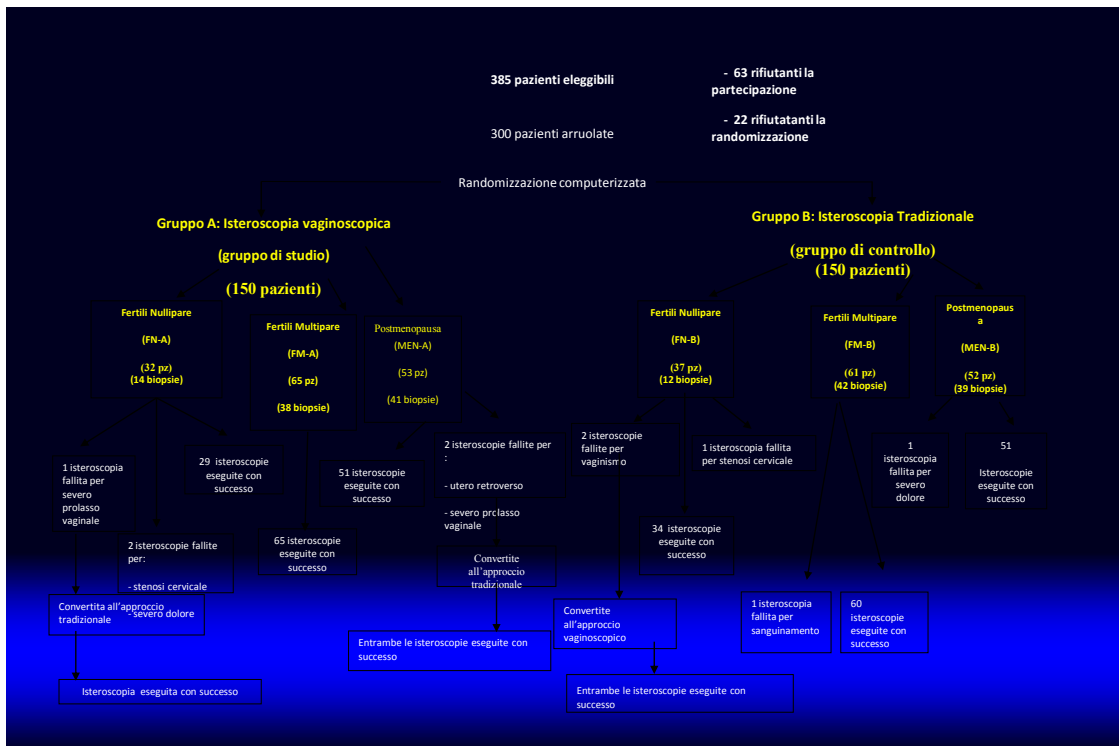 385 pazienti eleggibili
- 63 rifiutanti la
partecipazione
300 pazienti arruolate
- 22 rifiutatanti la
randomizzazione
Randomizzazione computerizzata
Gruppo A: Isteroscopia vaginoscopica
(gruppo di studio)
(150 pazienti)
Gruppo B: Isteroscopia Tradizionale
(gruppo di controllo)
(150 pazienti)
Fertili Nullipare
(FN-A)
(32 pz)
(14 biopsie)
Fertili Multipare
(FM-A)
(65 pz)
(38 biopsie)
Postmenopausa
(MEN-A)
(53 pz)
(41 biopsie)
Fertili Nullipare
(FN-B)
(37 pz)
(12 biopsie)
Fertili Multipare
(FM-B)
(61 pz)
(42 biopsie)
Postmenopaus
a
(MEN-B)
(52 pz)
(39 biopsie)
1 isteroscopia
fallita per
severo
prolasso
vaginale
29 isteroscopie
eseguite con
successo
2 isteroscopie fallite
per:
- stenosi cervicale
- severo dolore
65 isteroscopie
eseguite con
successo
51 isteroscopie
eseguite con
successo
2 isteroscopie fallite per
:
- utero retroverso
- severo prolasso
vaginale
2 isteroscopie
fallite per
vaginismo
34 isteroscopie
eseguite con
successo
1 isteroscopia fallita
per stenosi cervicale
1
isteroscopia
fallita per
severo
dolore
51
Isteroscopie
eseguite con
successo
Convertita all'approccio
tradizionale
Convertite
all'approccio
tradizionale
Convertite
all'approccio
vaginoscopico
1 isteroscopia
fallita per
sanguinamento
60
isteroscopie
eseguite con
successo
Isteroscopia eseguita con successo
Entrambe le isteroscopie eseguite con
successo
Entrambe le isteroscopie eseguite con
successo